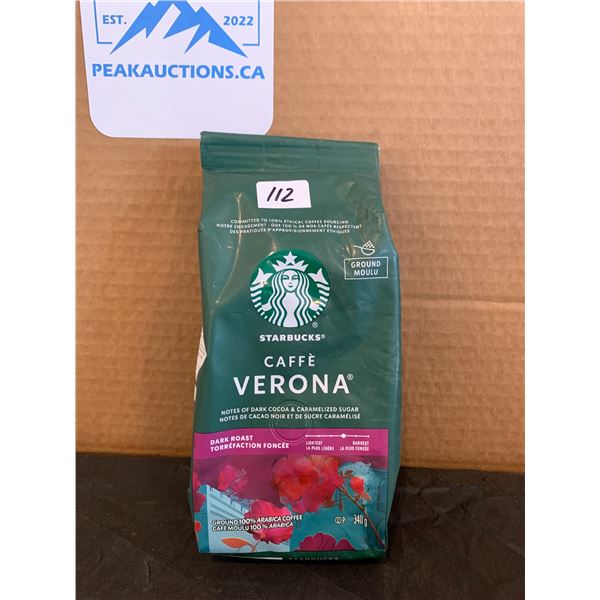 EST. 2022
PEAKAUCTIONS.CA
112
COMMITTED TO 100% ETHICAL COFFEE SOURCING
NOTRE ENGAGEMENT : QUE 100 % DE NOS CAFÉS RESPECTENT
DES PRATIQUES D'APPROVISIONNEMENT ÉTHIQUES
GROUND
MOULU
STARBUCKS®
CAFFÈ
VERONA®
NOTES OF DARK COCOA & CARAMELIZED SUGAR
NOTES DE CACAO NOIR ET DE SUCRE CARAMÉLISÉ
DARK ROAST
TORRÉFACTION FONCÉE
LIGHTEST DARKEST
LA PLUS LÉGÈRE LA PLUS FONCÉE
GROUND 100% ARABICA COFFEE
CAFÉ MOULU 100 % ARABICA
P 340 g
STARBUCKS